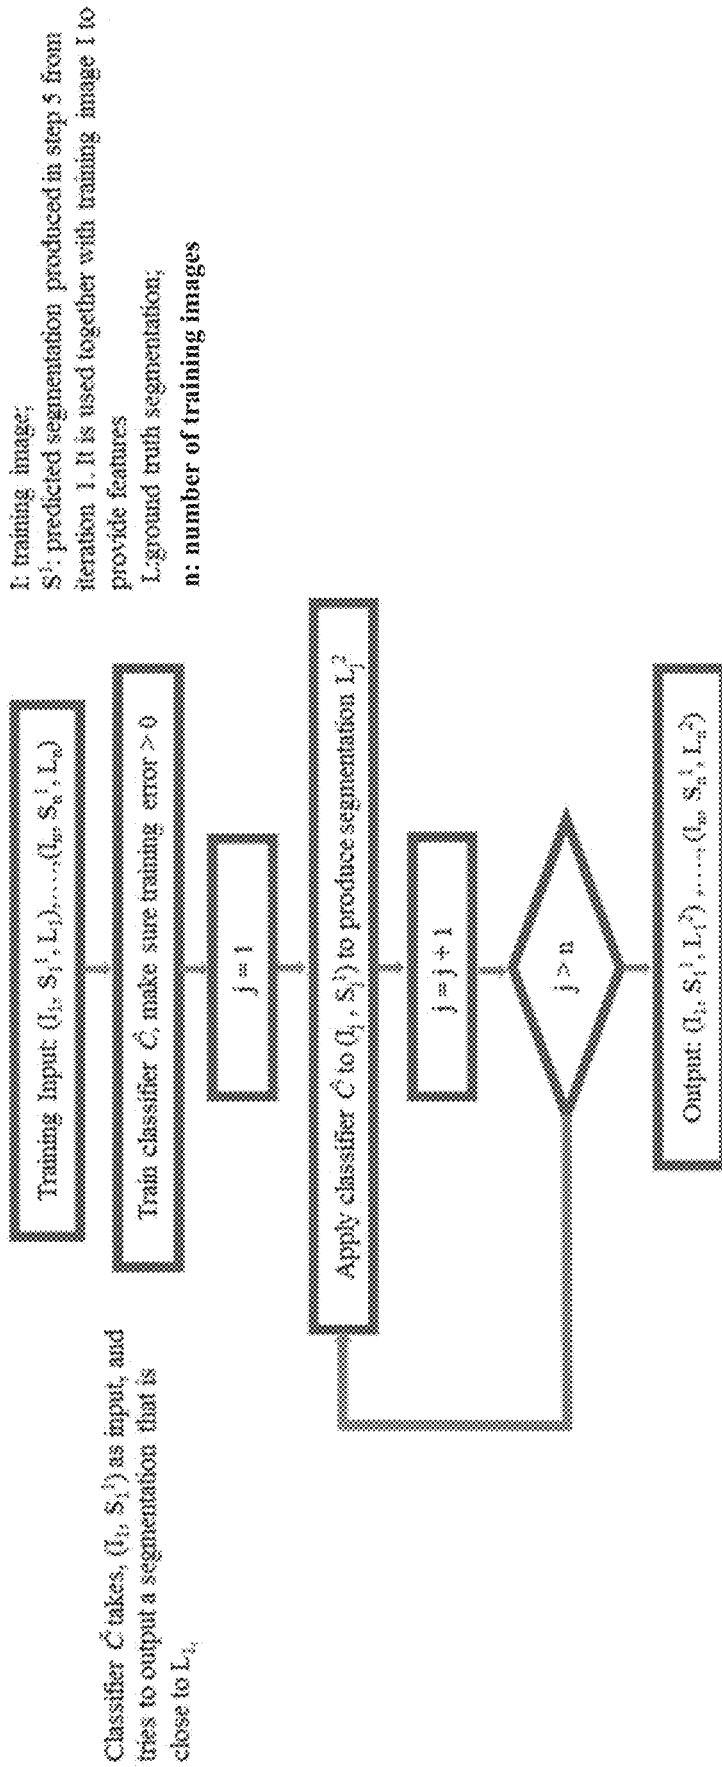 I: training image;
S¹: predicted segmentation produced in step 5 from
iteration 1. It is used together with training image I to
provide features
L:ground truth segmentation;
n: number of training images
Training Input: (I₁, S₁¹, L₁),....,(Iₙ, Sₙ¹, Lₙ)
Classifier Ĉ takes, (I₁, S₁¹) as input, and
tries to output a segmentation that is
close to L₁,
Train classifier Ĉ, make sure training error > 0
j = 1
Apply classifier Ĉ to (Iⱼ, Sⱼ¹) to produce segmentation Lⱼ²
j = j + 1
j > n
Output: (I₁, S₁¹, L₁²) ,...., (Iₙ, Sₙ¹, Lₙ²)